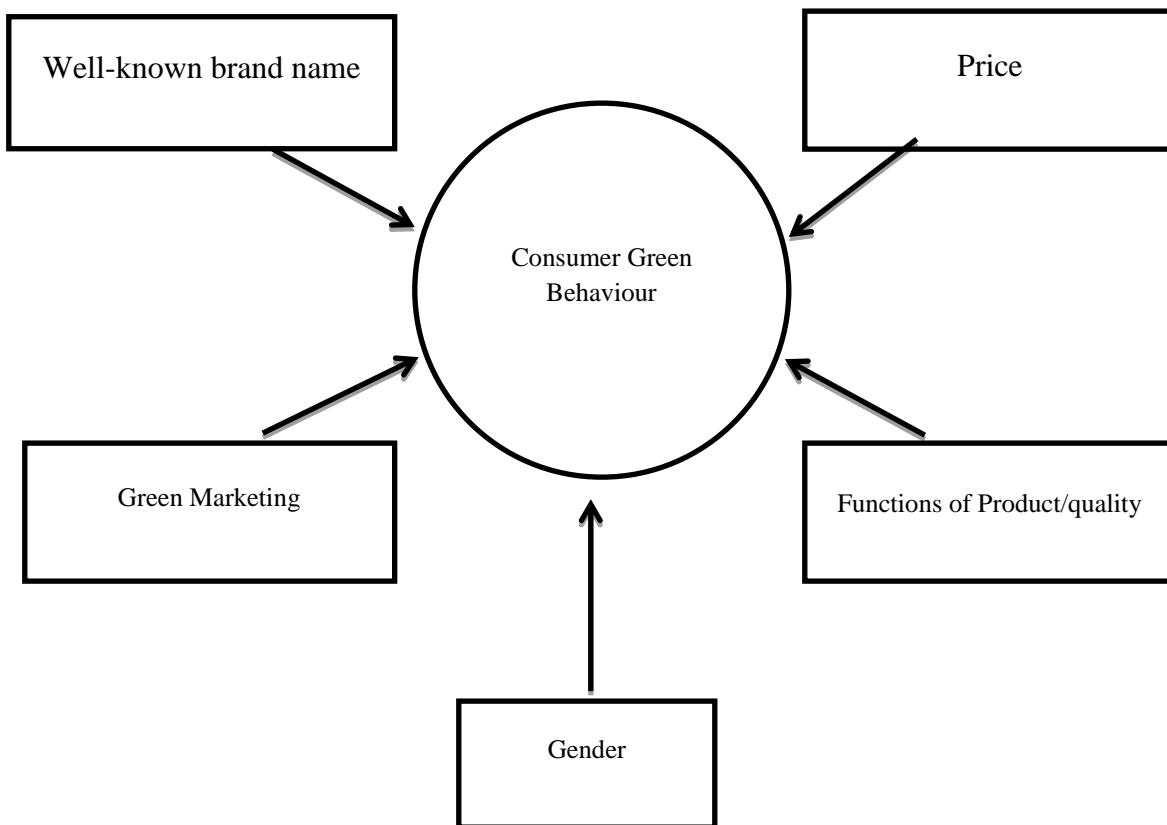 Well-known brand name
Price
Consumer Green
Behaviour
Green Marketing
Functions of Product/quality
Gender